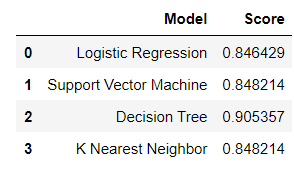 Model Score
0 Logistic Regression 0.846429
1 Support Vector Machine 0.848214
2 Decision Tree 0.905357
3 K Nearest Neighbor 0.848214